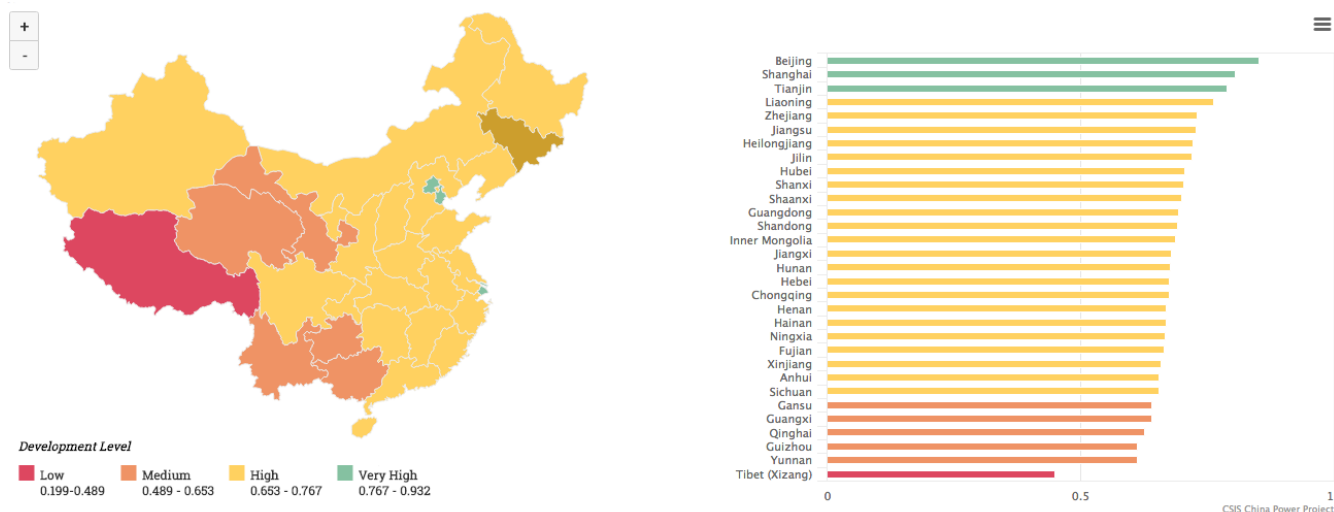 +
-
Development Level
Low
0.199-0.489
Medium
0.489 - 0.653
High
0.653 - 0.767
Very High
0.767 - 0.932
Beijing
Shanghai
Tianjin
Liaoning
Zhejiang
Jiangsu
Heilongjiang
Jilin
Hubei
Shanxi
Shaanxi
Guangdong
Shandong
Inner Mongolia
Jiangxi
Hunan
Hebei
Chongqing
Henan
Hainan
Ningxia
Fujian
Xinjiang
Anhui
Sichuan
Gansu
Guangxi
Qinghai
Guizhou
Yunnan
Tibet (Xizang)
0
0.5
1
CSIS China Power Project